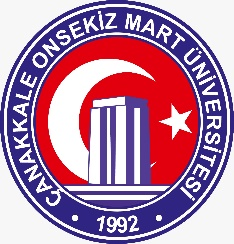 ÇANAKKALE ONSEKİZ MART ÜNİVERSİTESİ
1992